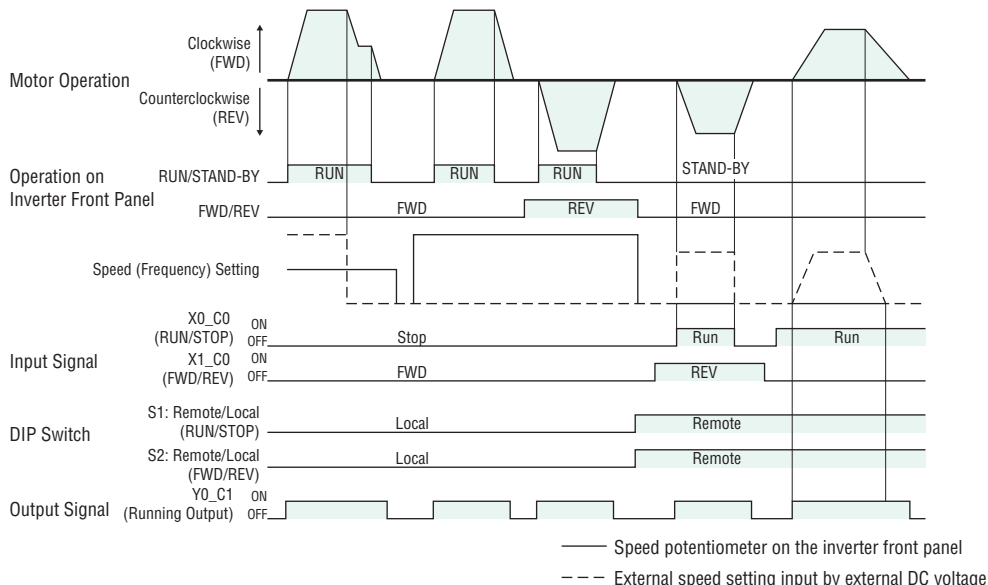 Motor Operation
Clockwise
(FWD)
Counterclockwise
(REV)
Operation on
Inverter Front Panel
RUN/STAND-BY
RUN
RUN
RUN
STAND-BY
FWD/REV
FWD
REV
FWD
Speed (Frequency) Setting
Input Signal
X0_C0
(RUN/STOP)
ON
OFF
Stop
Run
Run
X1_C0
(FWD/REV)
ON
OFF
FWD
REV
DIP Switch
S1: Remote/Local
(RUN/STOP)
Local
Remote
S2: Remote/Local
(FWD/REV)
Local
Remote
Output Signal
Y0_C1
(Running Output)
ON
OFF
Speed potentiometer on the inverter front panel
External speed setting input by external DC voltage